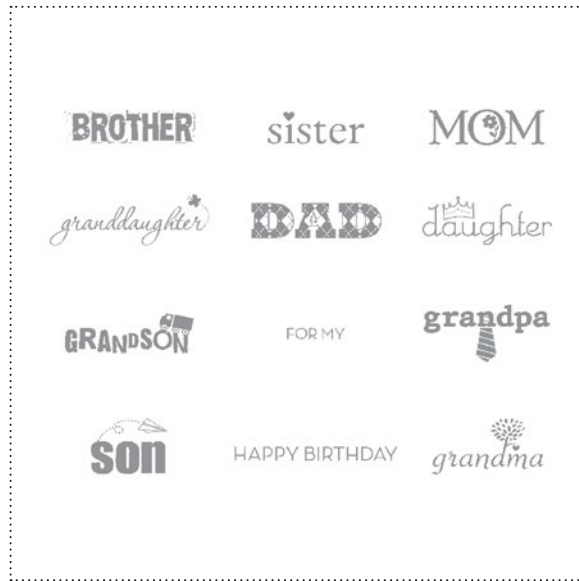 BROTHER
sister
MOM
granddaughter
DAD
daughter
GRANDSON
FOR MY
grandpa
son
HAPPY BIRTHDAY
grandma